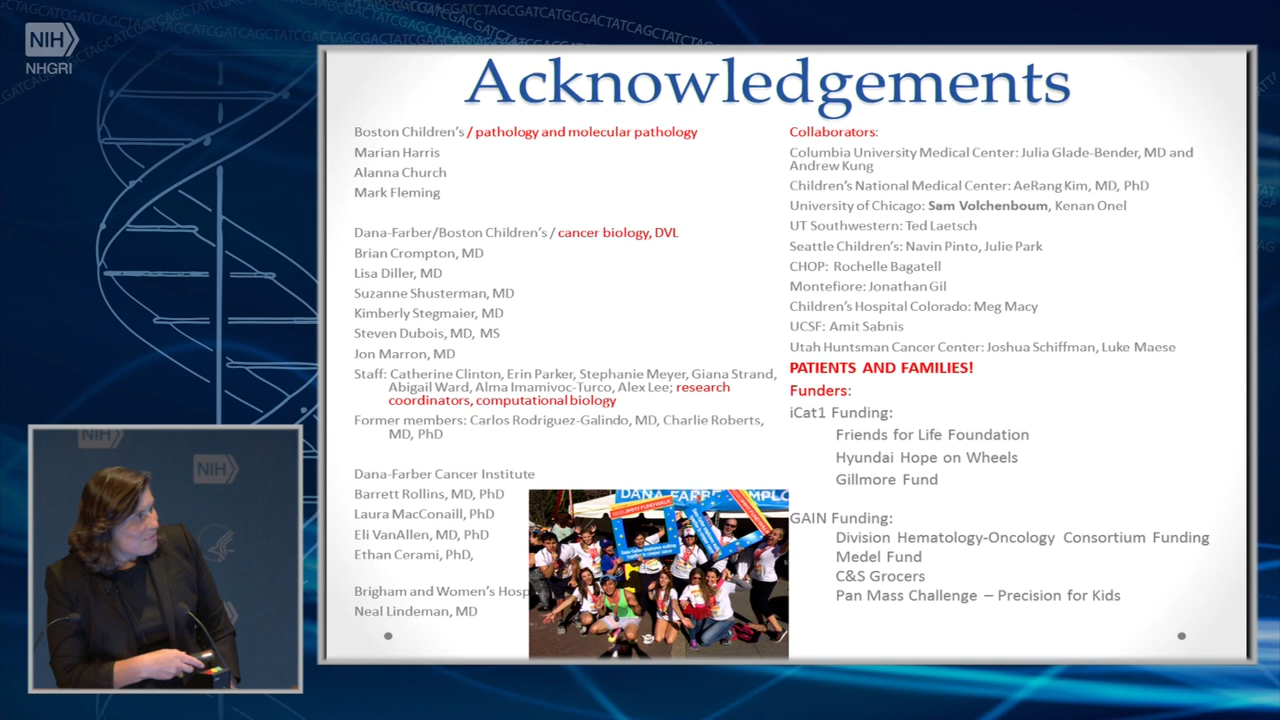 NIH
NHGRI
Acknowledgements
Boston Children's / pathology and molecular pathology
Marian Harris
Alanna Church
Mark Fleming
Dana-Farber/Boston Children's / cancer biology, DVL
Brian Crompton, MD
Lisa Diller, MD
Suzanne Shusterman, MD
Kimberly Stegmaier, MD
Steven Dubois, MD, MS
Jon Marron, MD
Staff: Catherine Clinton, Erin Parker, Stephanie Meyer, Giana Strand,
Abigail Ward, Alma Imamivoc-Turco, Alex Lee; research
coordinators, computational biology
Former members: Carlos Rodriguez-Galindo, MD, Charlie Roberts,
MD, PhD
Dana-Farber Cancer Institute
Barrett Rollins, MD, PhD
Laura MacConaill, PhD
Eli VanAllen, MD, PhD
Ethan Cerami, PhD,
Brigham and Women's Hosp
Neal Lindeman, MD
DANA FARB
Collaborators:
Columbia University Medical Center: Julia Glade-Bender, MD and
Andrew Kung
Children's National Medical Center: AeRang Kim, MD, PhD
University of Chicago: Sam Volchenboum, Kenan Onel
UT Southwestern: Ted Laetsch
Seattle Children's: Navin Pinto, Julie Park
CHOP: Rochelle Bagatell
Montefiore: Jonathan Gil
Children's Hospital Colorado: Meg Macy
UCSF: Amit Sabnis
Utah Huntsman Cancer Center: Joshua Schiffman, Luke Maese
PATIENTS AND FAMILIES!
Funders:
iCat1 Funding:
Friends for Life Foundation
Hyundai Hope on Wheels
Gillmore Fund
GAIN Funding:
Division Hematology-Oncology Consortium Funding
Medel Fund
C&S Grocers
Pan Mass Challenge – Precision for Kids
NIH
NIH